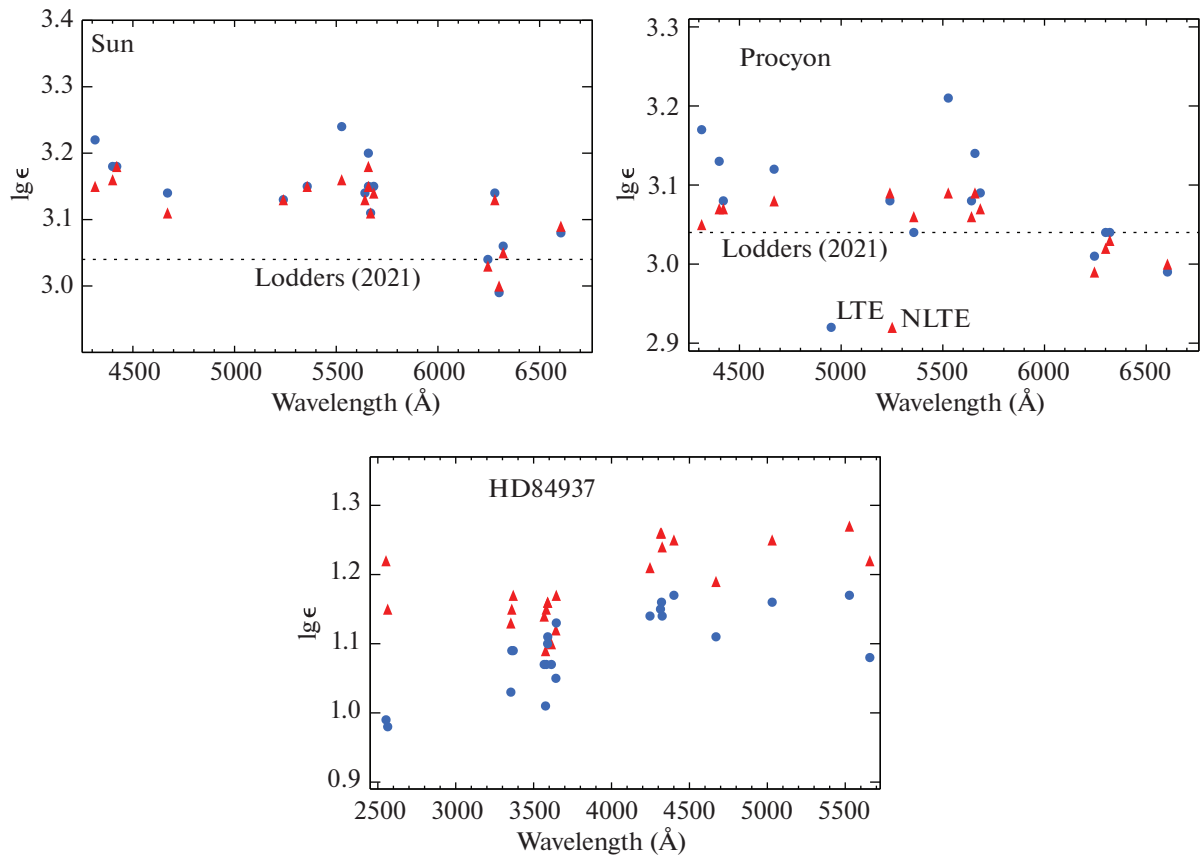 Sun
3.4
3.3
3.2
3.1
3.0
lg ϵ
Lodders (2021)
4500 5000 5500 6000 6500
Wavelength (Å)
Procyon
3.3
3.2
3.1
3.0
2.9
lg ϵ
Lodders (2021)
LTE NLTE
4500 5000 5500 6000 6500
Wavelength (Å)
HD84937
1.3
1.2
1.1
1.0
0.9
lg ϵ
2500 3000 3500 4000 4500 5000 5500
Wavelength (Å)